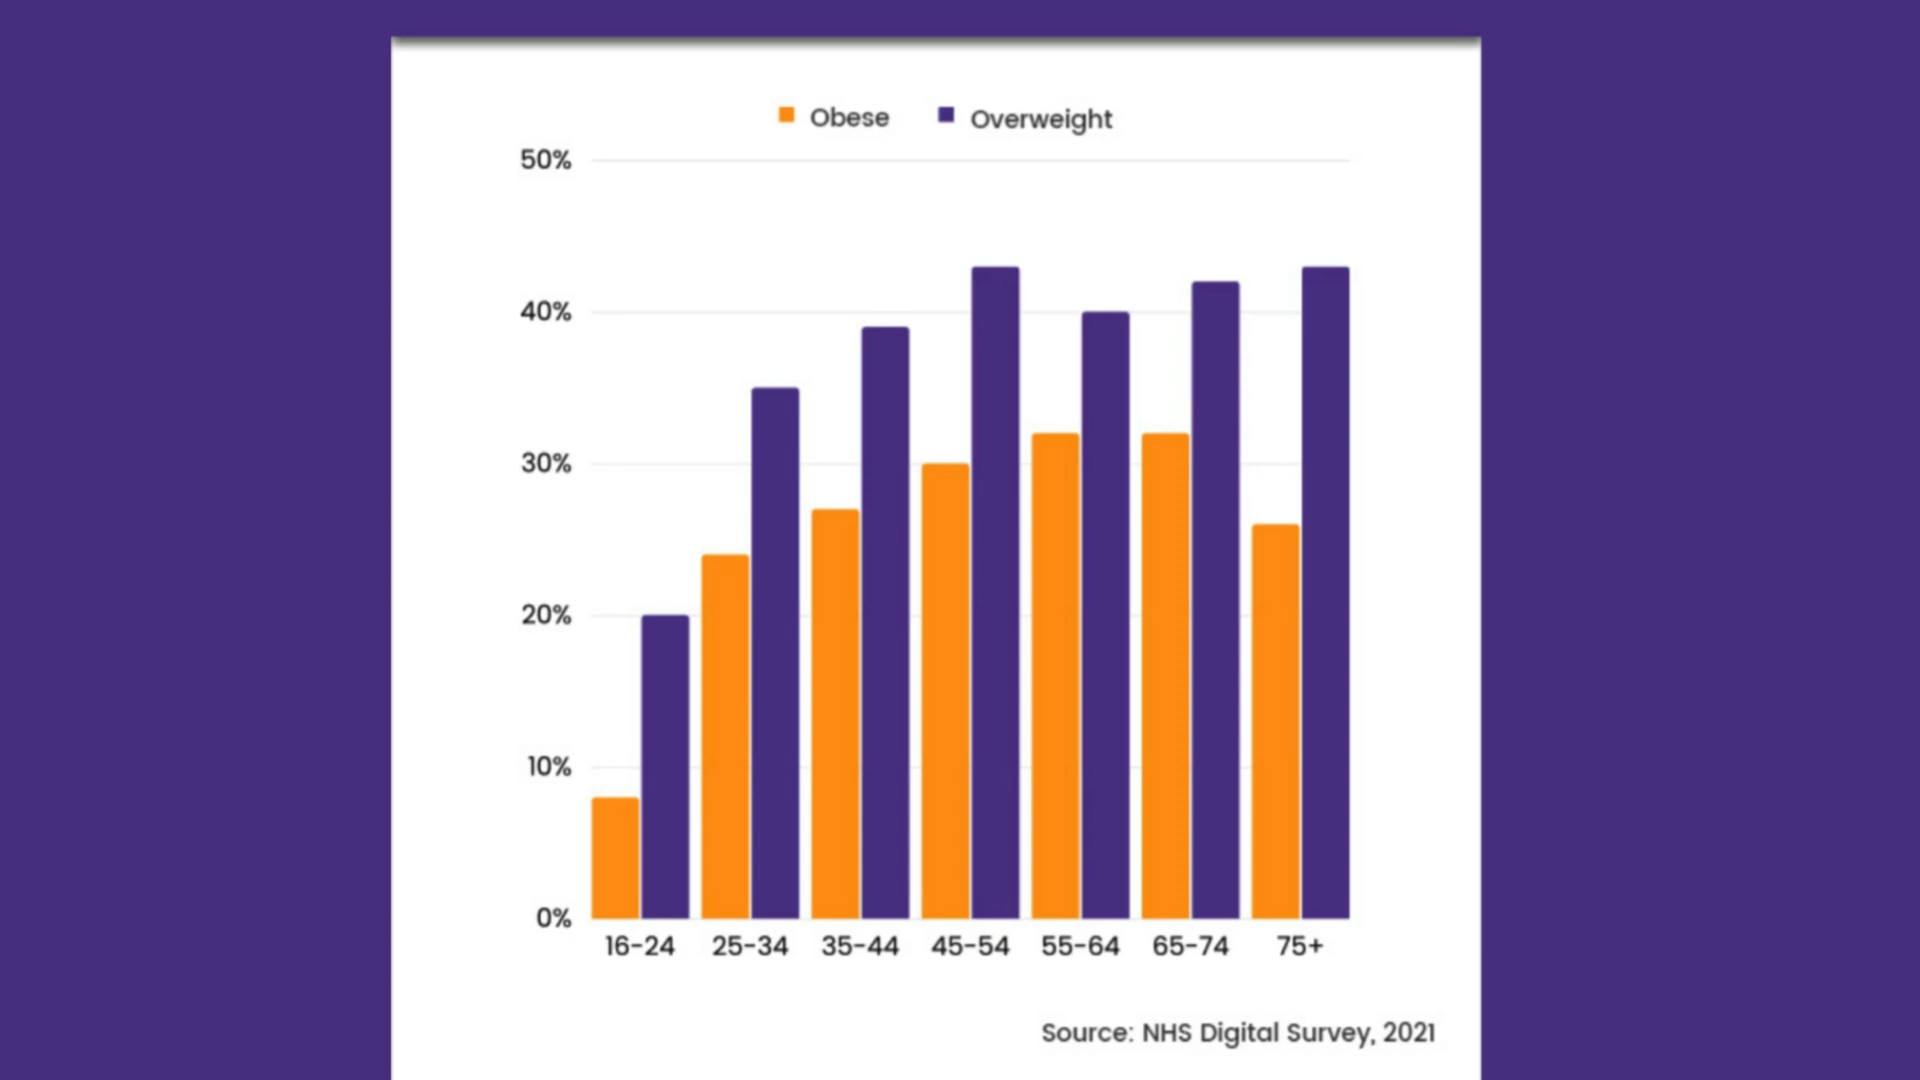 Obese Overweight
50%
40%
30%
20%
10%
0%
16-24 25-34 35-44 45-54 55-64 65-74 75+
Source: NHS Digital Survey, 2021